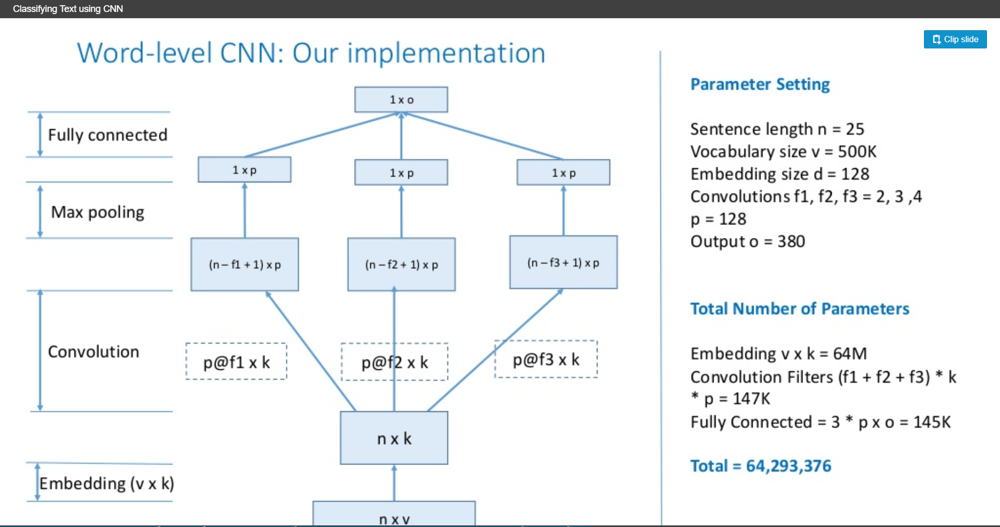 Classifying Text using CNN
Clip slide
Word-level CNN: Our implementation
1 x o
Fully connected
1 x p
1 x p
1 x p
Max pooling
(n – f1 + 1) x p
(n – f2 + 1) x p
(n – f3 + 1) x p
Convolution
p@f1 x k
p@f2 x k
p@f3 x k
n x k
Embedding (v x k)
n x v
Parameter Setting
Sentence length n = 25
Vocabulary size v = 500K
Embedding size d = 128
Convolutions f1, f2, f3 = 2, 3 ,4
p = 128
Output o = 380
Total Number of Parameters
Embedding v x k = 64M
Convolution Filters (f1 + f2 + f3) * k
* p = 147K
Fully Connected = 3 * p x o = 145K
Total = 64,293,376